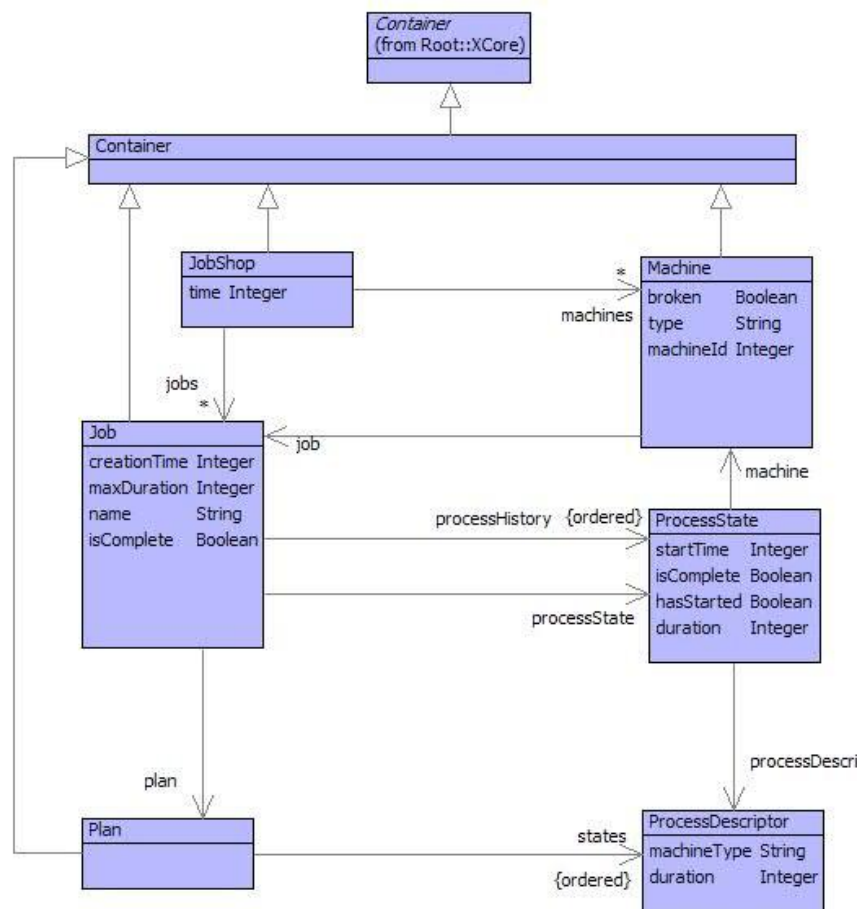 Container
(from Root::XCore)
Container
JobShop
time Integer
*
machines
Machine
broken Boolean
type String
machineId Integer
jobs
*
Job
creationTime Integer
maxDuration Integer
name String
isComplete Boolean
job
machine
processHistory {ordered}
processState
ProcessState
startTime Integer
isComplete Boolean
hasStarted Boolean
duration Integer
plan
processDescri
Plan
states
{ordered}
ProcessDescriptor
machineType String
duration Integer